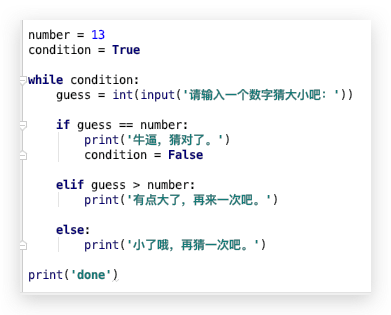 number = 13
condition = True
while condition:
    guess = int(input('请输入一个数字猜大小吧：'))
    if guess == number:
        print('牛逼，猜对了。')
        condition = False
    elif guess > number:
        print('有点大了，再来一次吧。')
    else:
        print('小了哦，再猜一次吧。')
print('done')